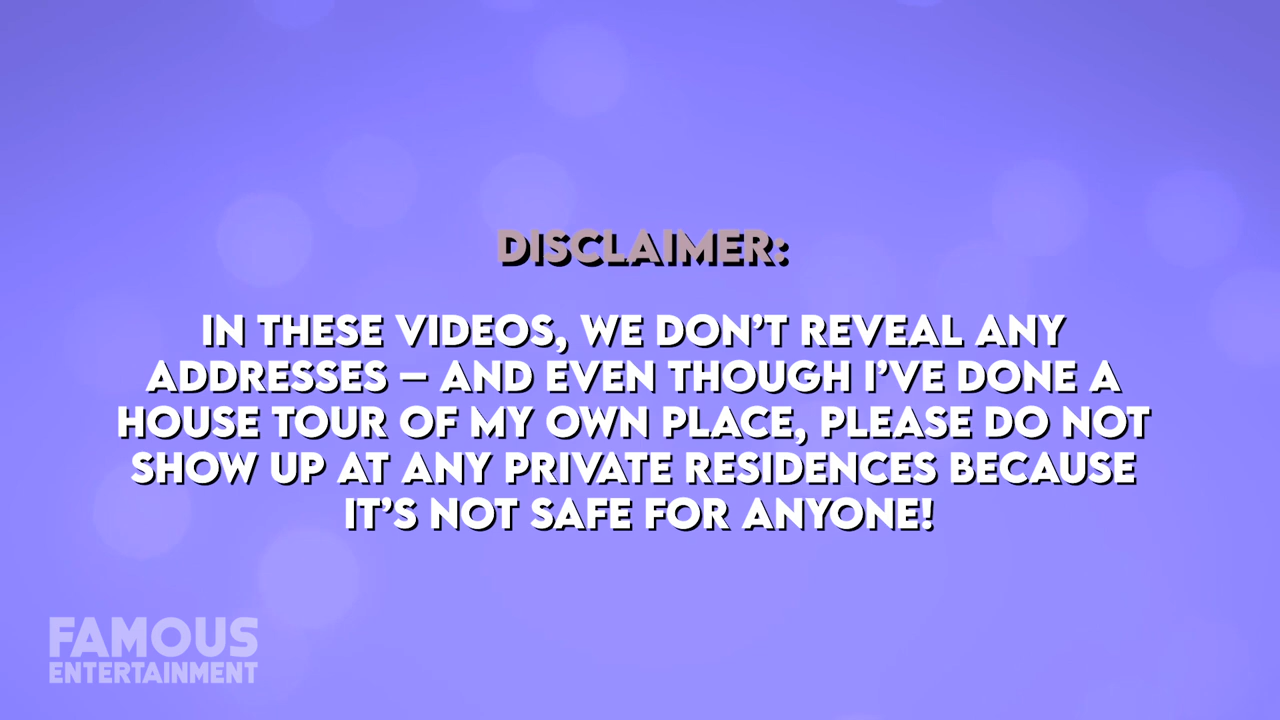 DISCLAIMER:
IN THESE VIDEOS, WE DON'T REVEAL ANY
ADDRESSES – AND EVEN THOUGH I'VE DONE A
HOUSE TOUR OF MY OWN PLACE, PLEASE DO NOT
SHOW UP AT ANY PRIVATE RESIDENCES BECAUSE
IT'S NOT SAFE FOR ANYONE!
FAMOUS
ENTERTAINMENT